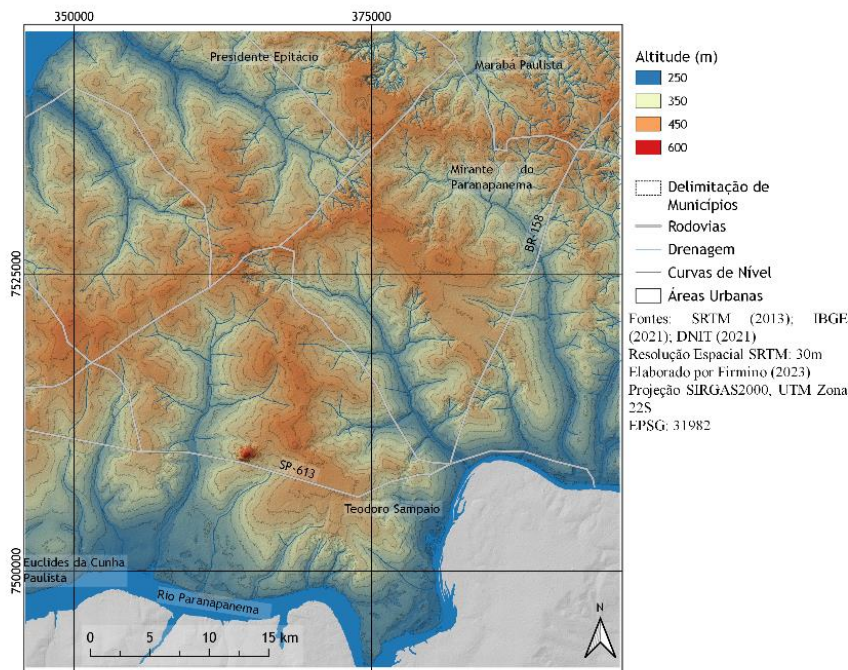 350000
375000
Presidente Epitácio
Marabá Paulista
Mirante do
Paranapanema
BR-158
7525000
SP-613
Teodoro Sampaio
7500000
Euclides da Cunha
Paulista
Rio Paranapanema
0 5 10 15 km
N
Altitude (m)
250
350
450
600
Delimitação de
Municípios
Rodovias
Drenagem
Curvas de Nível
Áreas Urbanas
Fontes: SRTM (2013); IBGE
(2021); DNIT (2021)
Resolução Espacial SRTM: 30m
Elaborado por Firmino (2023)
Projeção SIRGAS2000, UTM Zona
22S
EPSG: 31982